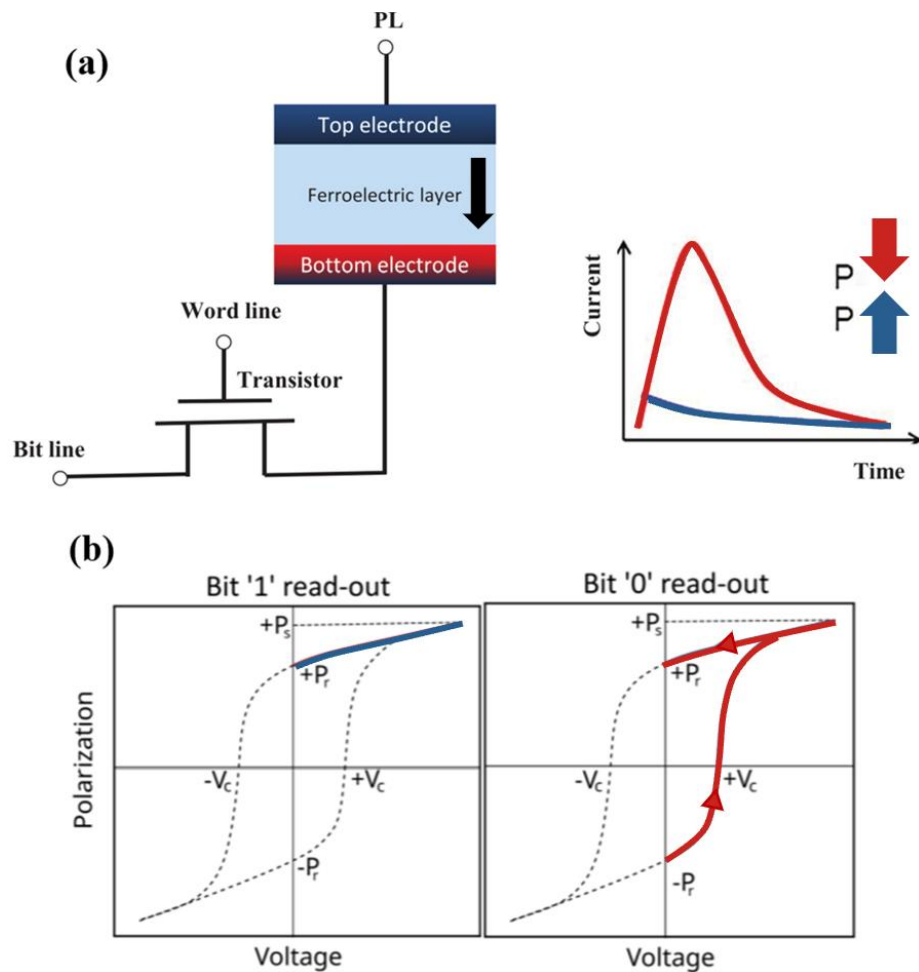 (a)
PL
Top electrode
Ferroelectric layer
Bottom electrode
Word line
Transistor
Bit line
Current
P
P
Time
(b)
Bit '1' read-out
Bit '0' read-out
Polarization
+Ps
+Pr
-Vc
+Vc
-Pr
Voltage
+Ps
+Pr
-Vc
+Vc
-Pr
Voltage